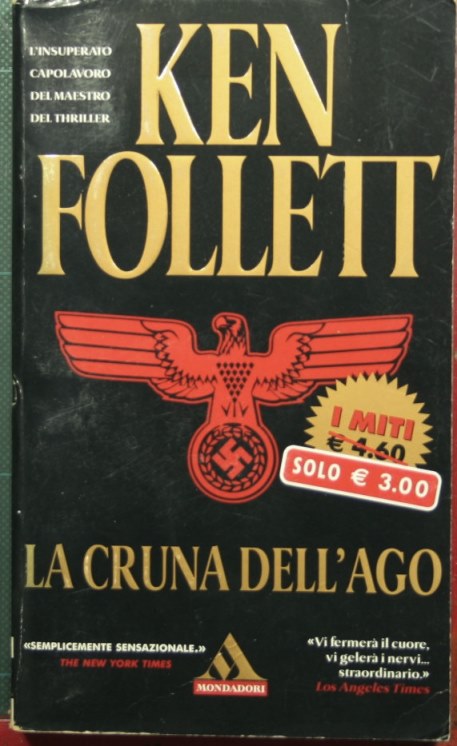 L'INSUPERATO
CAPOLAVORO
DEL MAESTRO
DEL THRILLER
KEN
FOLLETT
I MITI
€ 4.60
SOLO € 3.00
LA CRUNA DELL'AGO
«SEMPLICEMENTE SENSAZIONALE.»
THE NEW YORK TIMES
MONDADORI
«Vi fermerà il cuore,
vi gelerà i nervi...
straordinario.»
Los Angeles Times